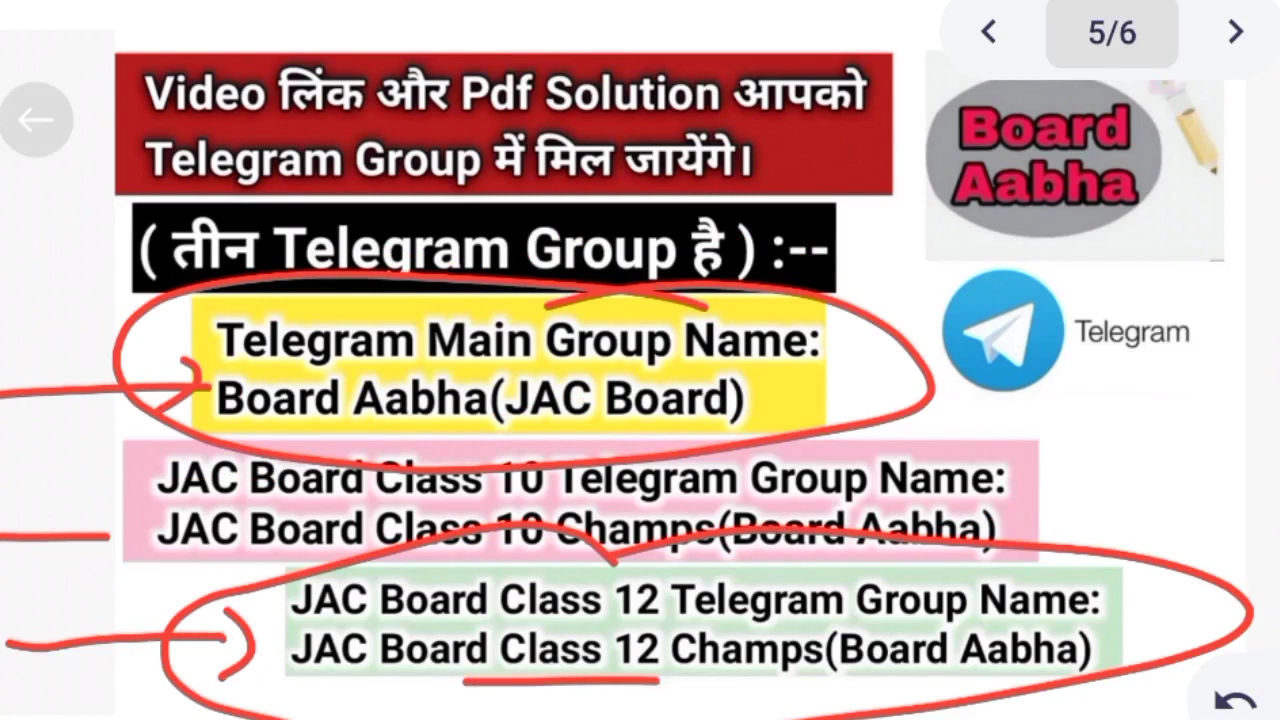 5/6
Video लिंक और Pdf Solution आपको
Telegram Group में मिल जायेंगे।
Board
Aabha
( तीन Telegram Group है ) :--
Telegram Main Group Name:
Board Aabha(JAC Board)
Telegram
JAC Board Class 10 Telegram Group Name:
JAC Board Class 10 Champs(Board Aabha)
JAC Board Class 12 Telegram Group Name:
JAC Board Class 12 Champs(Board Aabha)